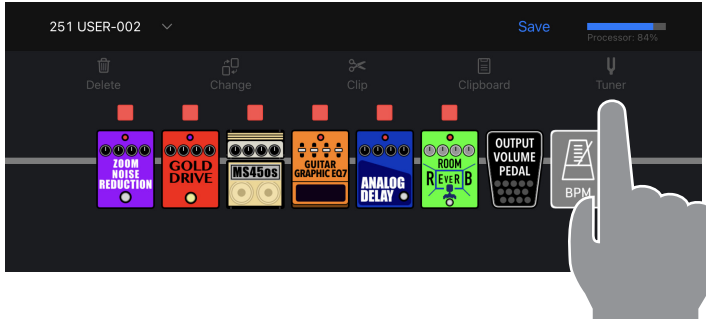 251 USER-002
Save
Processor: 84%
Delete
Change
Clip
Clipboard
Tuner
ZOOM
NOISE
REDUCTION
GOLD
DRIVE
MS45os
GUITAR
GRAPHIC EQ7
ANALOG
DELAY
ROOM
REVERB
OUTPUT
VOLUME
PEDAL
BPM